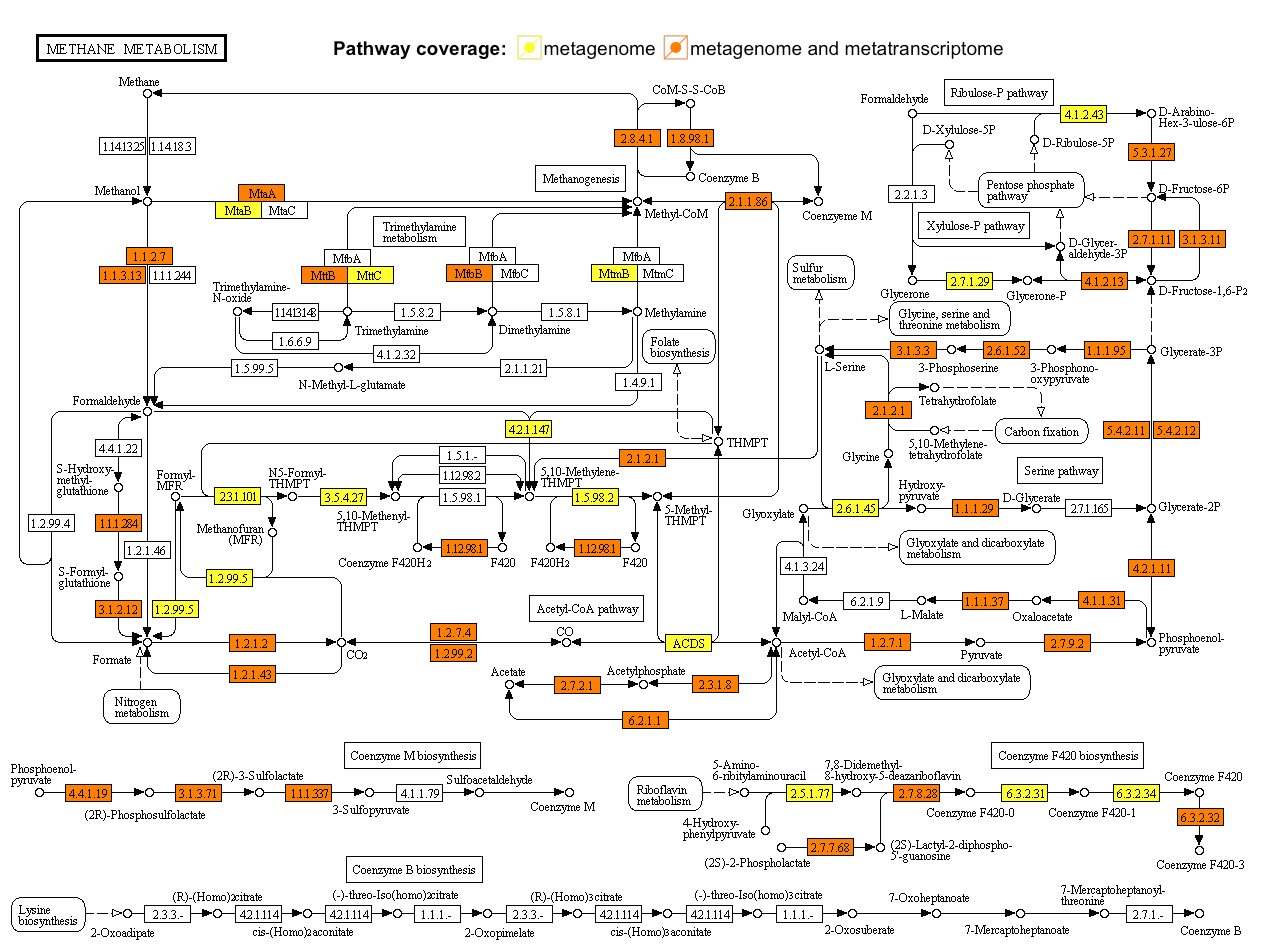 METHANE METABOLISM
Pathway coverage: metagenome metagenome and metatranscriptome
Methane
CoM-S-S-CoB
Formaldehyde
Ribulose-P pathway
4.1.2.43
D-Arabino-
Hex-3-ulose-6P
D-Xylulose-5P
D-Ribulose-5P
1.14.13.25
1.14.18.3
2.8.4.1
1.8.98.1
5.3.1.27
Coenzyme B
Methanogenesis
Methanol
MtaA
MtaB
MtaC
Methyl-CoM
2.1.1.86
Coenzyeme M
2.2.1.3
Pentose phosphate
pathway
D-Fructose-6P
Xylulose-P pathway
Trimethylamine
metabolism
D-Glycer-
aldehyde-3P
2.7.1.11
3.1.3.11
1.1.2.7
1.1.3.13
1.1.1.244
MfbA
MttB
MttC
MfbA
MfbB
MfbC
MfbA
MtmB
MtmC
Sulfur
metabolism
Glycerone
2.7.1.29
Glycerone-P
4.1.2.13
D-Fructose-1,6-P2
Trimethylamine-
N-oxide
1.14.13.148
Trimethylamine
1.5.8.2
Dimethylamine
1.5.8.1
Methylamine
1.6.6.9
4.1.2.32
Glycine, serine and
threonine metabolism
Folate
biosynthesis
L-Serine
3.1.3.3
3-Phosphoserine
2.6.1.52
3-Phosphono-
oxypyruvate
1.1.1.95
Glycerate-3P
1.5.99.5
N-Methyl-L-glutamate
2.1.1.21
1.4.9.1
Tetrahydrofolate
2.1.2.1
Formaldehyde
4.2.1.147
THMPT
5,10-Methylene-
tetrahydrofolate
Carbon fixation
5.4.2.11
5.4.2.12
4.4.1.22
S-Hydroxy-
methyl-
glutathione
Formyl-
MFR
2.3.1.101
N5-Formyl-
THMPT
3.5.4.27
5,10-Methenyl-
THMPT
1.5.1.-
1.12.98.2
1.5.98.1
5,10-Methylene-
THMPT
1.5.98.2
2.1.2.1
5-Methyl-
THMPT
Glycine
Serine pathway
Glyoxylate
2.6.1.45
Hydroxy-
pyruvate
1.1.1.29
D-Glycerate
2.7.1.165
Glycerate-2P
1.2.99.4
1.1.1.284
1.2.1.46
Methanofuran
(MFR)
Coenzyme F420H2
1.12.98.1
F420
F420H2
1.12.98.1
F420
Glyoxylate and dicarboxylate
metabolism
4.1.3.24
4.2.1.11
S-Formyl-
glutathione
3.1.2.12
1.2.99.5
1.2.99.5
Acetyl-CoA pathway
Malyl-CoA
6.2.1.9
L-Malate
1.1.1.37
Oxaloacetate
4.1.1.31
Formate
1.2.1.2
1.2.1.43
CO2
1.2.7.4
1.2.99.2
CO
ACDS
Acetyl-CoA
1.2.7.1
Pyruvate
2.7.9.2
Phosphoenol-
pyruvate
Nitrogen
metabolism
Acetate
2.7.2.1
Acetylphosphate
2.3.1.8
6.2.1.1
Glyoxylate and dicarboxylate
metabolism
Coenzyme M biosynthesis
Phosphoenol-
pyruvate
4.4.1.19
(2R)-Phosphosulfolactate
3.1.3.71
(2R)-3-Sulfolactate
1.1.1.337
3-Sulfopyruvate
4.1.1.79
Sulfoacetaldehyde
Coenzyme M
Coenzyme F420 biosynthesis
Riboflavin
metabolism
5-Amino-
6-ribitylaminouracil
4-Hydroxy-
phenylpyruvate
2.5.1.77
7,8-Didemethyl-
8-hydroxy-5-deazariboflavin
2.7.8.28
Coenzyme F420-0
6.3.2.31
Coenzyme F420-1
6.3.2.34
Coenzyme F420
6.3.2.32
Coenzyme F420-3
(2S)-2-Phospholactate
2.7.7.68
(2S)-Lactyl-2-diphospho-
5'-guanosine
Coenzyme B biosynthesis
Lysine
biosynthesis
2-Oxoadipate
2.3.3.-
(R)-(Homo)2citrate
4.2.1.114
cis-(Homo)2aconitate
4.2.1.114
(-)-threo-Iso(homo)2citrate
1.1.1.-
2-Oxopimelate
2.3.3.-
(R)-(Homo)3citrate
4.2.1.114
cis-(Homo)3aconitate
4.2.1.114
(-)-threo-Iso(homo)3citrate
1.1.1.-
2-Oxosuberate
7-Oxoheptanoate
7-Mercaptoheptanoate
7-Mercaptoheptanoyl-
threonine
2.7.1.-
Coenzyme B